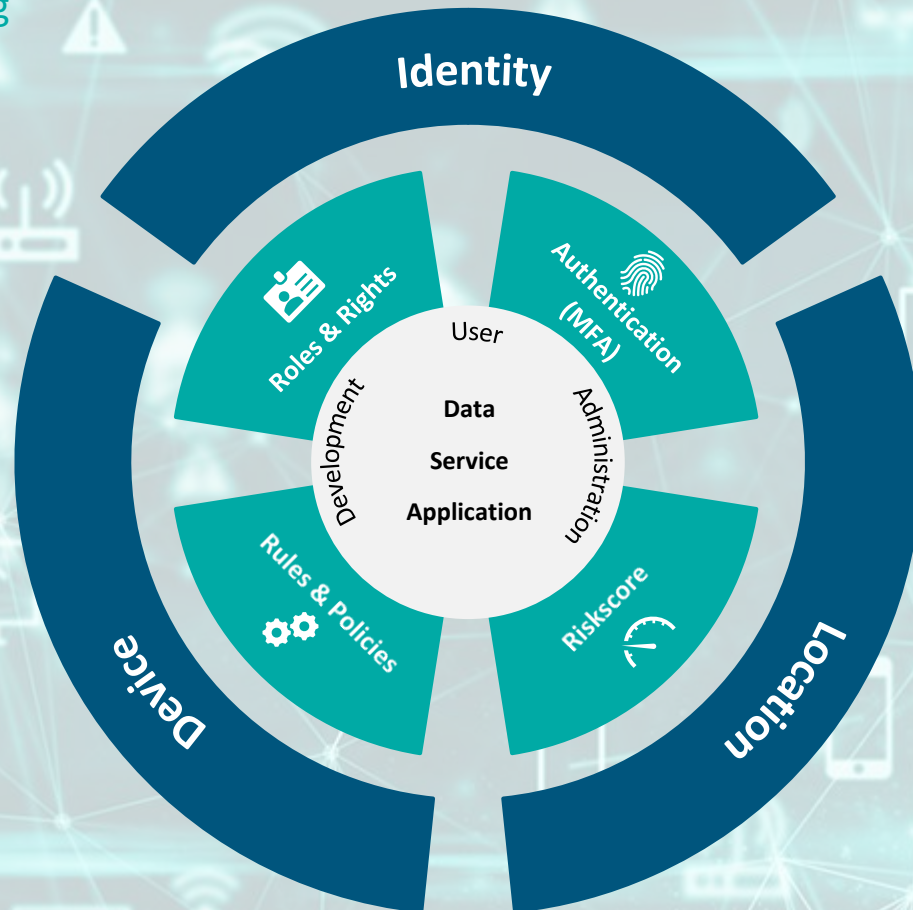 g
Identity
Roles & Rights
Authentication
(MFA)
User
Development
Administration
Data
Service
Application
Rules & Policies
Riskscore
Device
Location